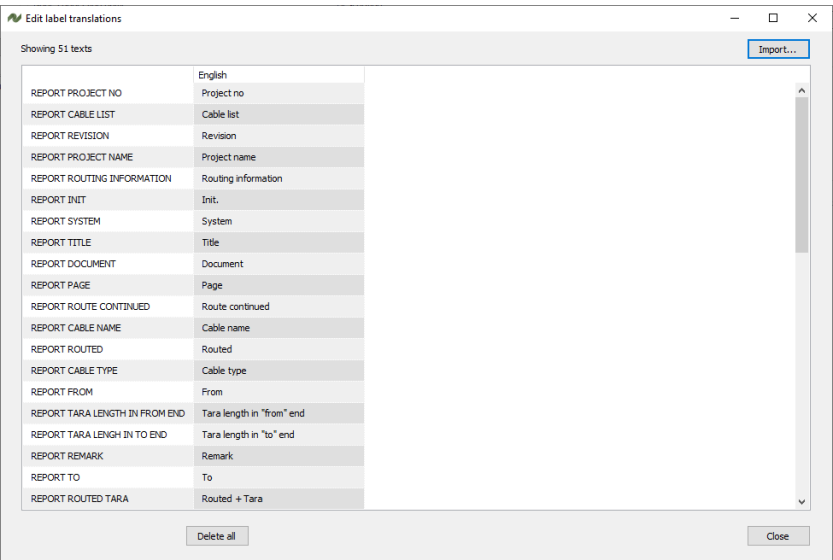 Edit label translations
Showing 51 texts
Import...
English
REPORT PROJECT NO Project no
REPORT CABLE LIST Cable list
REPORT REVISION Revision
REPORT PROJECT NAME Project name
REPORT ROUTING INFORMATION Routing information
REPORT INIT Init.
REPORT SYSTEM System
REPORT TITLE Title
REPORT DOCUMENT Document
REPORT PAGE Page
REPORT ROUTE CONTINUED Route continued
REPORT CABLE NAME Cable name
REPORT ROUTED Routed
REPORT CABLE TYPE Cable type
REPORT FROM From
REPORT TARA LENGTH IN FROM END Tara length in "from" end
REPORT TARA LENGH IN TO END Tara length in "to" end
REPORT REMARK Remark
REPORT TO To
REPORT ROUTED TARA Routed + Tara
Delete all
Close